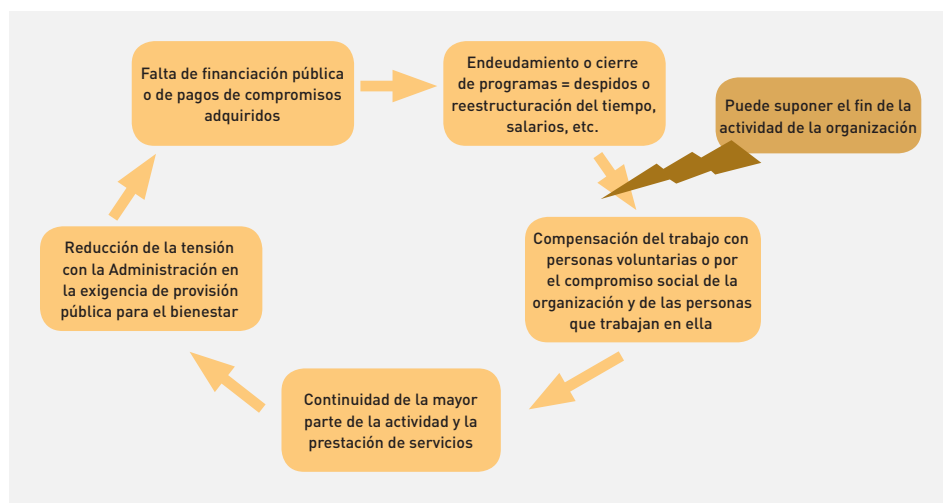 Falta de financiación pública
o de pagos de compromisos
adquiridos
Endeudamiento o cierre
de programas = despidos o
reestructuración del tiempo,
salarios, etc.
Puede suponer el fin de la
actividad de la organización
Compensación del trabajo con
personas voluntarias o por
el compromiso social de la
organización y de las personas
que trabajan en ella
Continuidad de la mayor
parte de la actividad y la
prestación de servicios
Reducción de la tensión
con la Administración en
la exigencia de provisión
pública para el bienestar